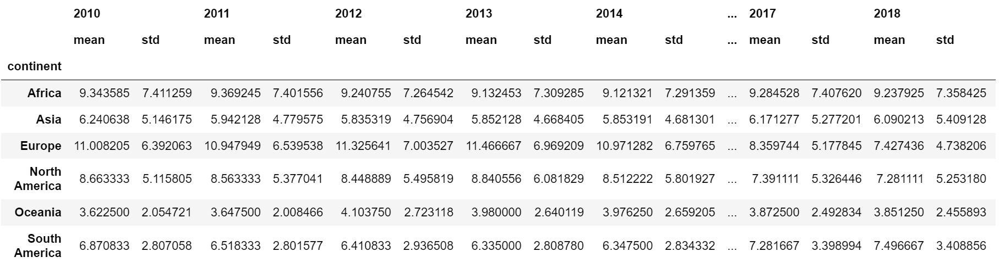 2010 2011 2012 2013 2014 ... 2017 2018
mean std mean std mean std mean std mean std ... mean std mean std
continent
Africa 9.343585 7.411259 9.369245 7.401556 9.240755 7.264542 9.132453 7.309285 9.121321 7.291359 ... 9.284528 7.407620 9.237925 7.358425
Asia 6.240638 5.146175 5.942128 4.779575 5.835319 4.756904 5.852128 4.668405 5.853191 4.681301 ... 6.171277 5.277201 6.090213 5.409128
Europe 11.008205 6.392063 10.947949 6.539538 11.325641 7.003527 11.466667 6.969209 10.971282 6.759765 ... 8.359744 5.177845 7.427436 4.738206
North
America 8.663333 5.115805 8.563333 5.377041 8.448889 5.495819 8.840556 6.081829 8.512222 5.801927 ... 7.391111 5.326446 7.281111 5.253180
Oceania 3.622500 2.054721 3.647500 2.008466 4.103750 2.723118 3.980000 2.640119 3.976250 2.659205 ... 3.872500 2.492834 3.851250 2.455893
South
America 6.870833 2.807058 6.518333 2.801577 6.410833 2.936508 6.335000 2.808780 6.347500 2.834332 ... 7.281667 3.398994 7.496667 3.408856